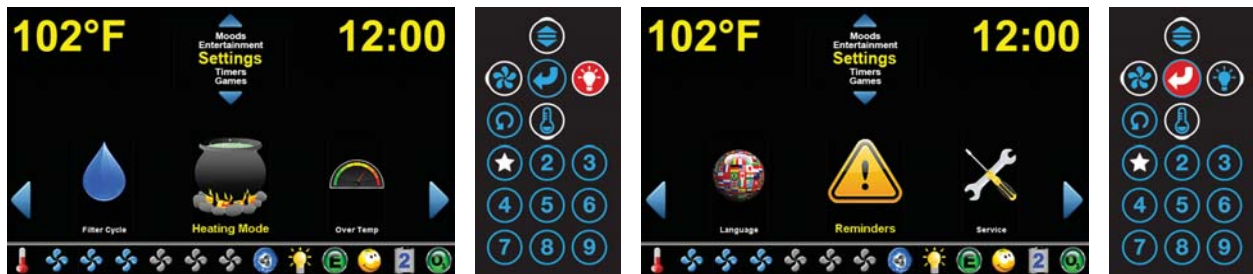 102°F
Moods
Entertainment
Settings
Timers
Games
12:00
Filter Cycle
Heating Mode
Over Temp
E
2
O3
2 3
4 5 6
7 8 9
102°F
Moods
Entertainment
Settings
Timers
Games
12:00
Language
Reminders
Service
E
2
O3
2 3
4 5 6
7 8 9